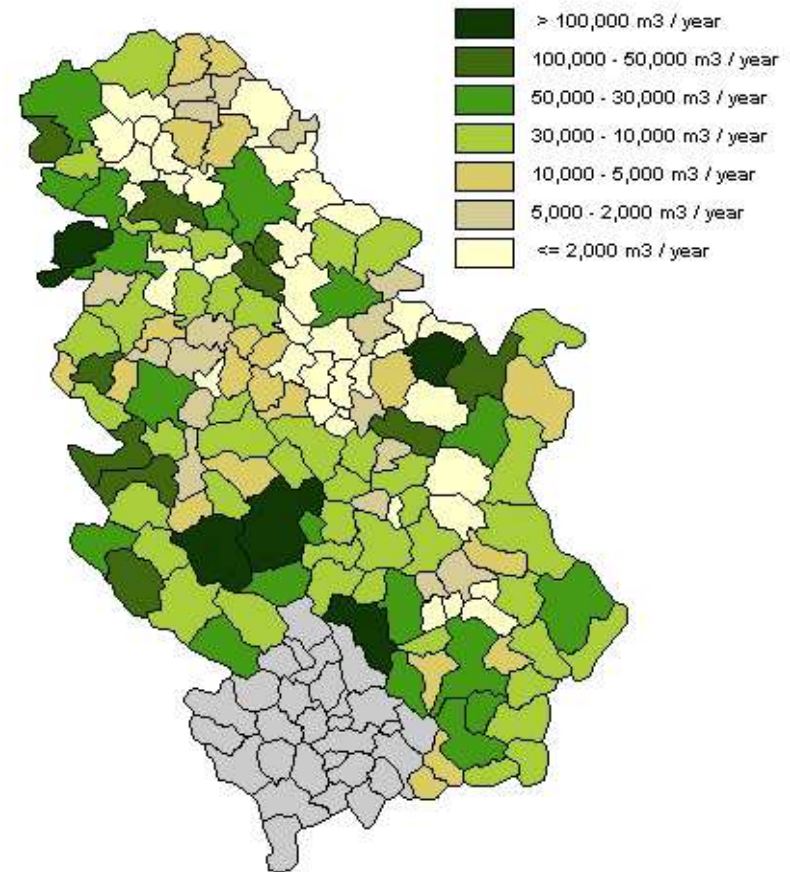 > 100,000 m3 / year
100,000 - 50,000 m3 / year
50,000 - 30,000 m3 / year
30,000 - 10,000 m3 / year
10,000 - 5,000 m3 / year
5,000 - 2,000 m3 / year
<= 2,000 m3 / year